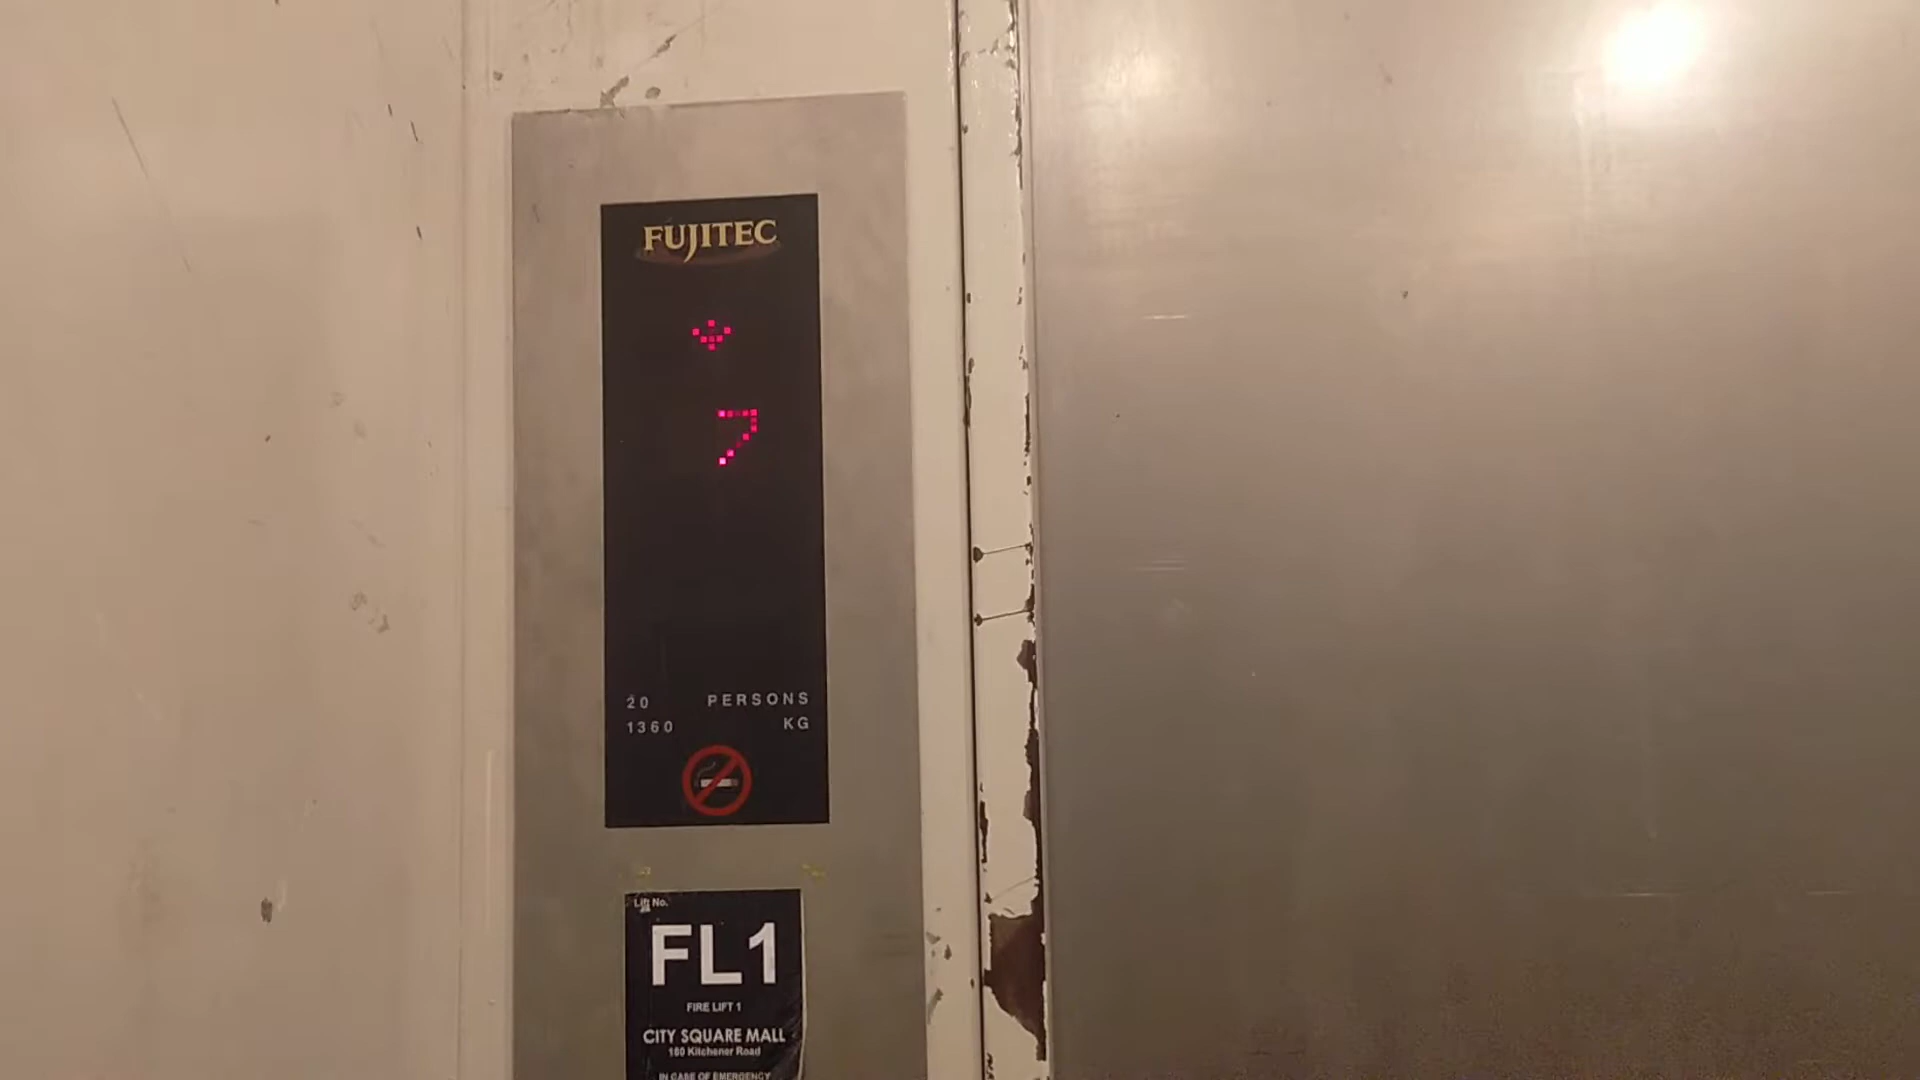 FUJITEC
7
20 PERSONS
1360 KG
Lift No.
FL1
FIRE LIFT 1
CITY SQUARE MALL
180 Kitchener Road
IN CASE OF EMERGENCY